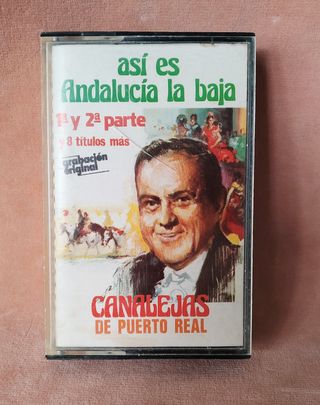 así es
Andalucía la baja
1ª y 2ª parte
y 8 títulos más
grabación
original
CANALEJAS
DE PUERTO REAL